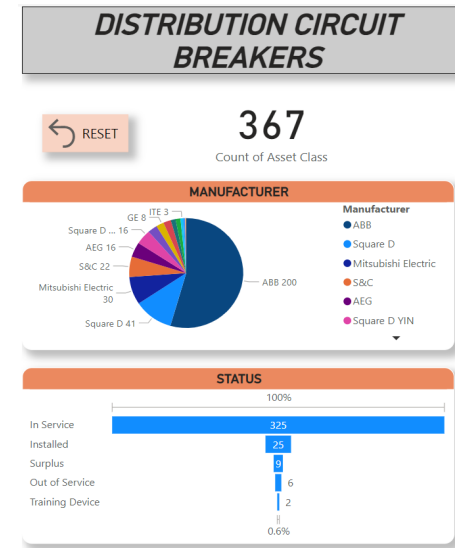 DISTRIBUTION CIRCUIT
BREAKERS
RESET
367
Count of Asset Class
MANUFACTURER
ITE 3
GE 8
Square D ... 16
AEG 16
S&C 22
Mitsubishi Electric
30
Square D 41
ABB 200
Manufacturer
ABB
Square D
Mitsubishi Electric
S&C
AEG
Square D YIN
STATUS
100%
In Service 325
Installed 25
Surplus 9
Out of Service 6
Training Device 2
0.6%